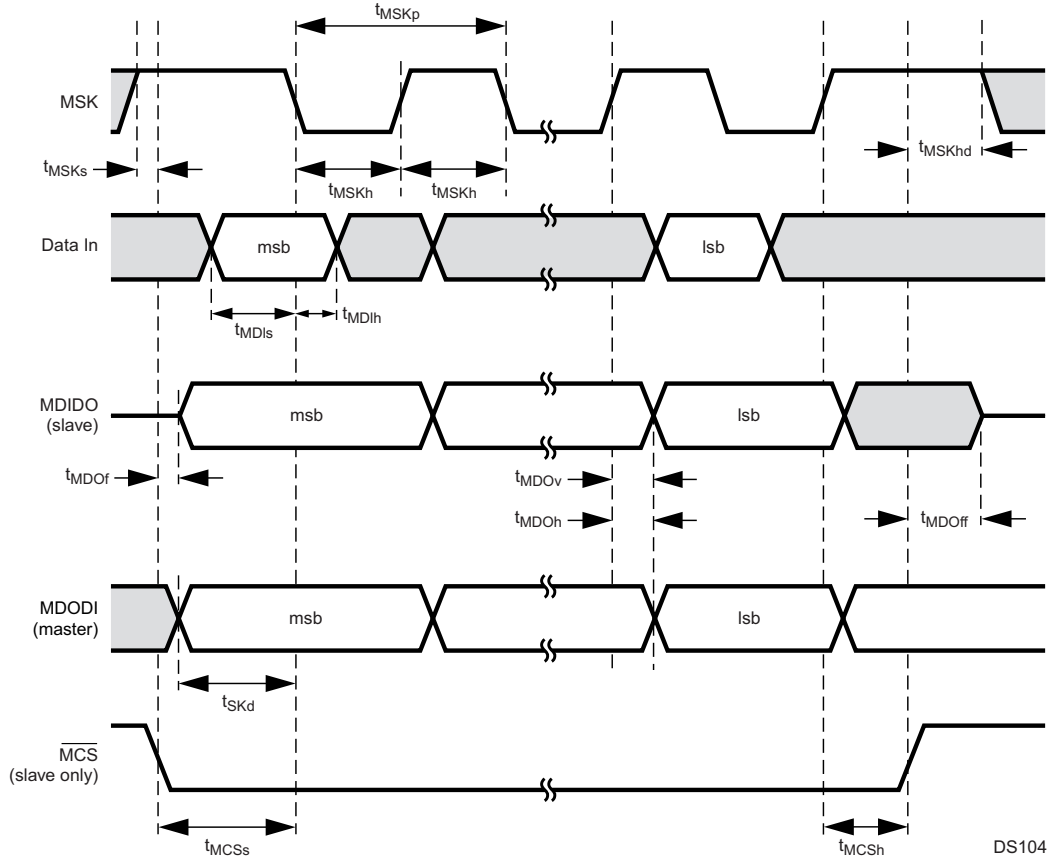 tMSKp
MSK
tMSKs
tMSKh
tMSKh
tMSKhd
Data In
msb
lsb
tMDIs
tMDIh
MDIDO
(slave)
msb
lsb
tMDOf
tMDOv
tMDOh
tMDOff
MDODI
(master)
msb
lsb
tSKd
MCS
(slave only)
tMCSs
tMCSh
DS104